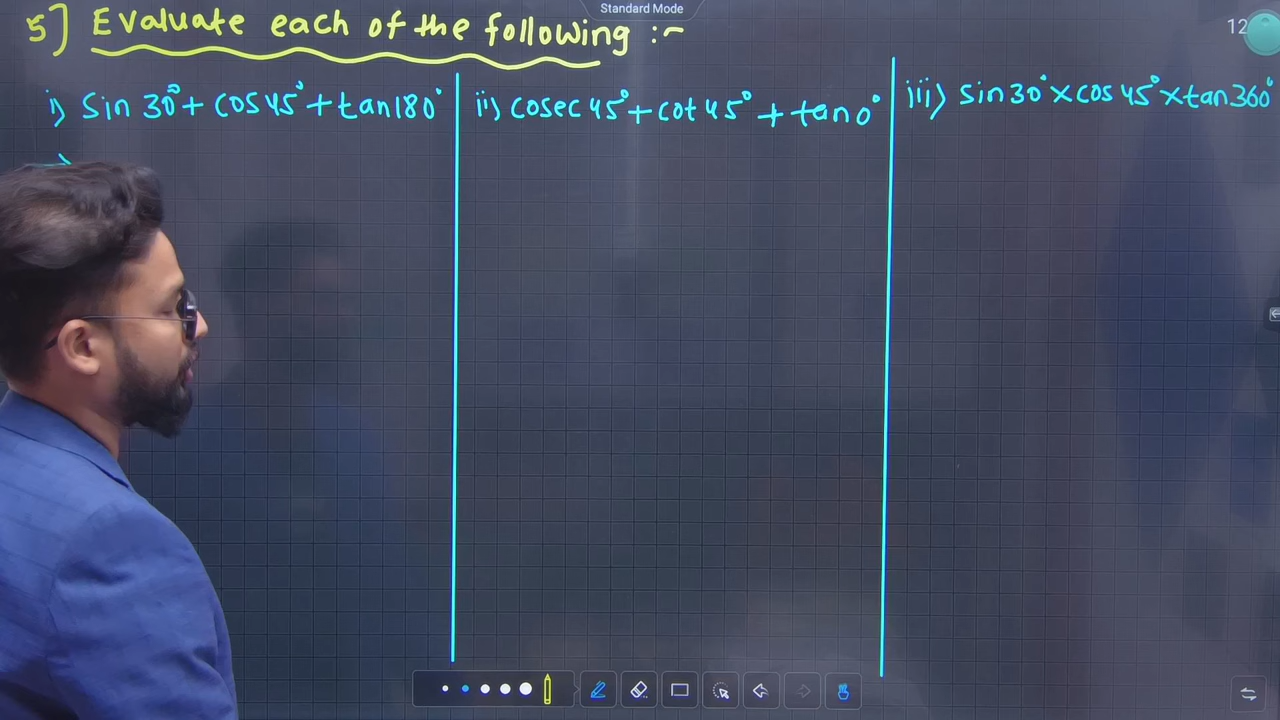 Standard Mode
12
5] Evaluate each of the following :-
i) Sin 30° + cos 45° + tan 180°
ii) cosec 45° + cot 45° + tan 0°
iii) sin 30° × cos 45° × tan 360°